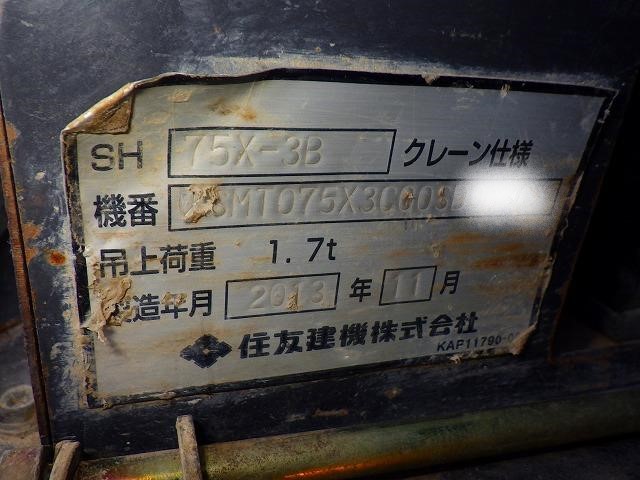 SH 75X-3B クレーン仕様
機番
吊上荷重 1.7t
造年月 2013 年 11 月
住友建機株式会社
KAP11790-